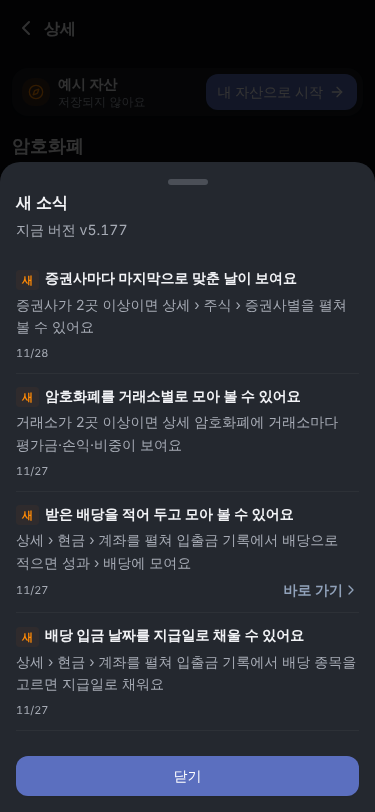 상세
예시 자산
저장되지 않아요
내 자산으로 시작
암호화폐
새 소식
지금 버전 v5.177
새 증권사마다 마지막으로 맞춘 날이 보여요
증권사가 2곳 이상이면 상세 › 주식 › 증권사별을 펼쳐
볼 수 있어요
11/28
새 암호화폐를 거래소별로 모아 볼 수 있어요
거래소가 2곳 이상이면 상세 암호화폐에 거래소마다
평가금·손익·비중이 보여요
11/27
새 받은 배당을 적어 두고 모아 볼 수 있어요
상세 › 현금 › 계좌를 펼쳐 입출금 기록에서 배당으로
적으면 성과 › 배당에 모여요
11/27
바로 가기
새 배당 입금 날짜를 지급일로 채울 수 있어요
상세 › 현금 › 계좌를 펼쳐 입출금 기록에서 배당 종목을
고르면 지급일로 채워요
11/27
닫기